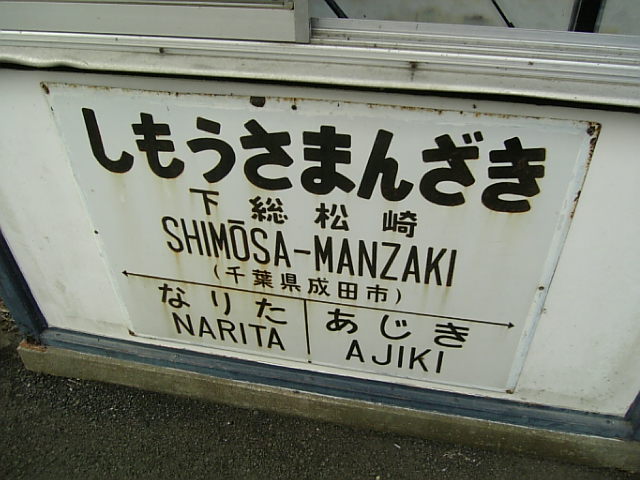 しもうさまんざき
下総松崎
SHIMŌSA-MANZAKI
(千葉県成田市)
なりた あじき
NARITA AJIKI